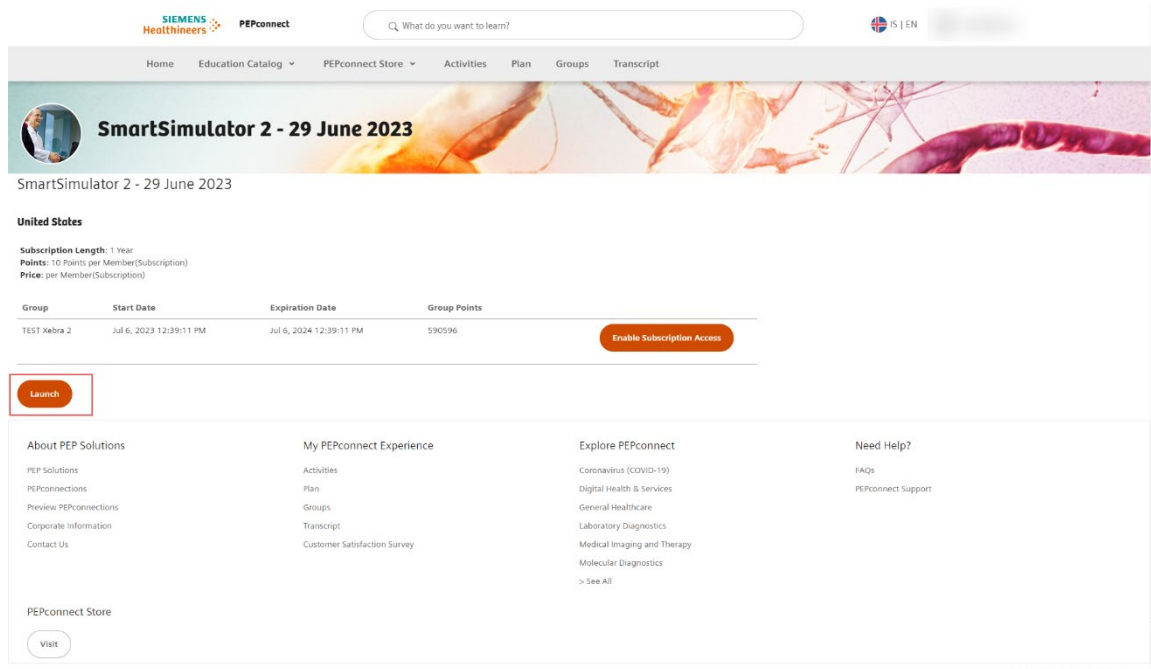 SIEMENS
Healthineers
PEPconnect
What do you want to learn?
IS | EN
Home Education Catalog PEPconnect Store Activities Plan Groups Transcript
SmartSimulator 2 - 29 June 2023
SmartSimulator 2 - 29 June 2023
United States
Subscription Length: 1 Year
Points: 10 Points per Member(Subscription)
Price: per Member(Subscription)
Group Start Date Expiration Date Group Points
TEST Xebra 2 Jul 6, 2023 12:39:11 PM Jul 6, 2024 12:39:11 PM 590596 Enable Subscription Access
Launch
About PEP Solutions
PEP Solutions
PEPconnections
Preview PEPconnections
Corporate Information
Contact Us
My PEPconnect Experience
Activities
Plan
Groups
Transcript
Customer Satisfaction Survey
Explore PEPconnect
Coronavirus (COVID-19)
Digital Health & Services
General Healthcare
Laboratory Diagnostics
Medical Imaging and Therapy
Molecular Diagnostics
> See All
Need Help?
FAQs
PEPconnect Support
PEPconnect Store
Visit